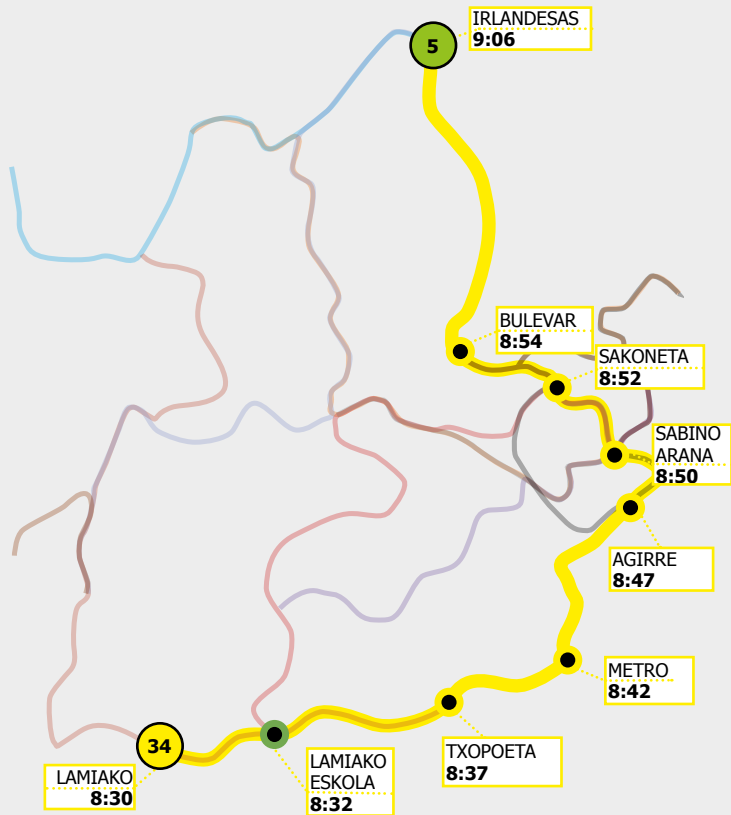 5
IRLANDESAS
9:06
BULEVAR
8:54
SAKONETA
8:52
SABINO
ARANA
8:50
AGIRRE
8:47
METRO
8:42
TXOPOETA
8:37
LAMIAKO
ESKOLA
8:32
34
LAMIAKO
8:30